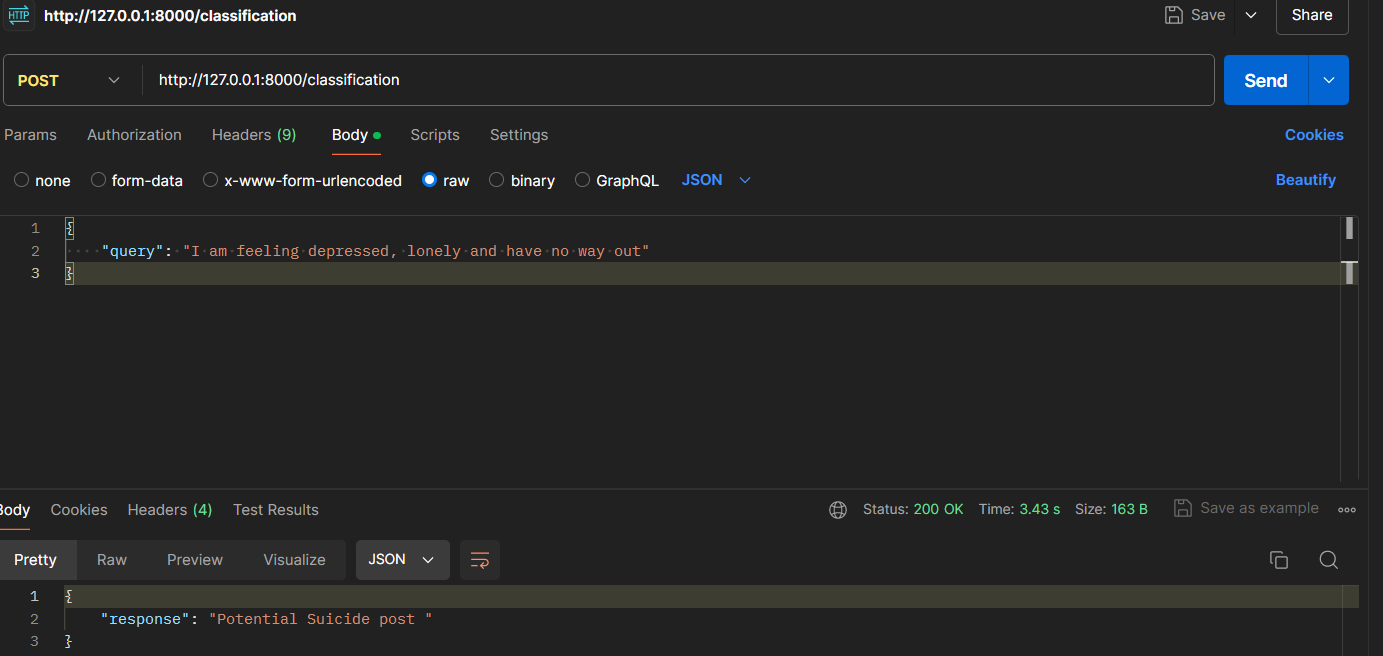 HTTP http://127.0.0.1:8000/classification Save Share
POST http://127.0.0.1:8000/classification Send
Params Authorization Headers (9) Body Scripts Settings Cookies
none form-data x-www-form-urlencoded raw binary GraphQL JSON Beautify
1 {
2 "query": "I am feeling depressed, lonely and have no way out"
3 }
Body Cookies Headers (4) Test Results Status: 200 OK Time: 3.43 s Size: 163 B Save as example
Pretty Raw Preview Visualize JSON
1 {
2 "response": "Potential Suicide post "
3 }